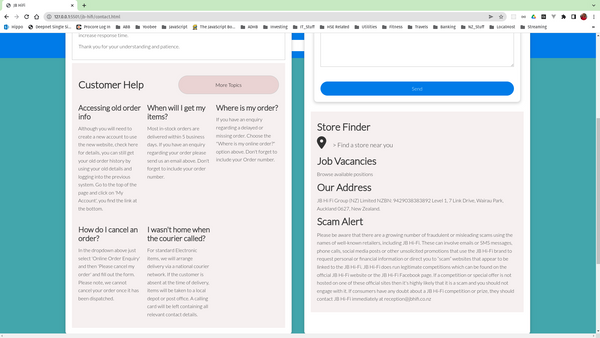 JB HiFi
127.0.0.1:5500/jb-hifi/contact.html
Nippo
Deepnet Single Si...
Procore Log In
ABB
Huobee
JavaScript
The JavaScript Bo...
4DHB
Investing
IT_Stuff
HSE Related
Utilities
Fitness
Travels
Banking
NZ_Stuff
Localhost
Streaming
increase response time.
Thank you for your understanding and patience.
Customer Help
More Topics
Accessing old order
info
Although you will need to
create a new account to use
the new website, check here
for details, you can still get
your old order history by
using your old details and
logging into the previous
system. Go to the top of
the page and click on 'My
Account', you find the link at
the bottom.
When will I get my
items?
Most in-stock orders are
delivered within 5 business
days. If you have an enquiry
regarding your order please
send us an email above. Don't
forget to include your order
number.
Where is my order?
If you have an enquiry
regarding a delayed or
missing order. Choose the
"Where is my online order?"
option above. Don't forget to
include your Order number.
How do I cancel an
order?
In the dropdown above just
select 'Online Order Enquiry'
and then 'Please cancel my
order' and fill out the form.
Please note, we cannot
cancel your order once it has
been dispatched.
I wasn't home when
the courier called?
For standard Electronic
items, we will arrange
delivery via a national courier
network. If the customer is
absent at the time of delivery,
items will be taken to a local
depot or post office. A calling
card will be left containing all
relevant contact details.
Send
Store Finder
> Find a store near you
Job Vacancies
Browse available positions
Our Address
JB Hi-Fi Group (NZ) Limited NZBN: 9429038383892 Level 1, 7 Link Drive, Wairau Park,
Auckland 0627, New Zealand.
Scam Alert
Please be aware that there are a growing number of fraudulent or misleading scams using the
names of well-known retailers, including JB Hi-Fi. These can involve emails or SMS messages,
phone calls, social media posts or other unsolicited promotions that use the JB Hi-Fi brand to
request personal or financial information or direct you to "scam" websites that appear to be
linked to the JB Hi-Fi. JB Hi-Fi does run legitimate competitions which can be found on the
official JB Hi-Fi website or the JB Hi-Fi Facebook page. If a competition or special offer is not
hosted on one of these official sites then it's highly likely that it is a scam and you should not
engage with it. If consumers have any doubt about a JB Hi-Fi competition or prize, they should
contact JB Hi-Fi immediately at reception@jbhifi.co.nz